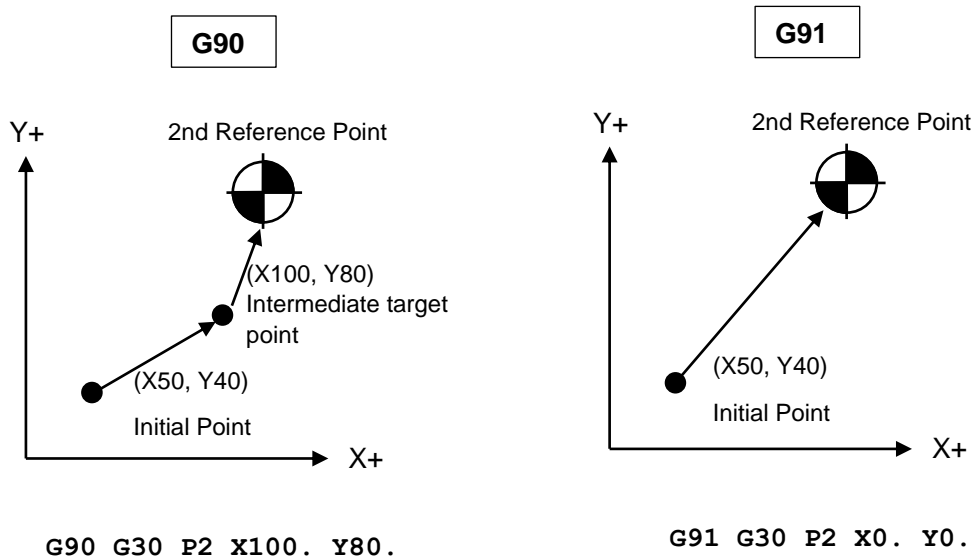 G90
Y+
2nd Reference Point
(X100, Y80)
Intermediate target
point
(X50, Y40)
Initial Point
X+
G90 G30 P2 X100. Y80.
G91
Y+
2nd Reference Point
(X50, Y40)
Initial Point
X+
G91 G30 P2 X0. Y0.